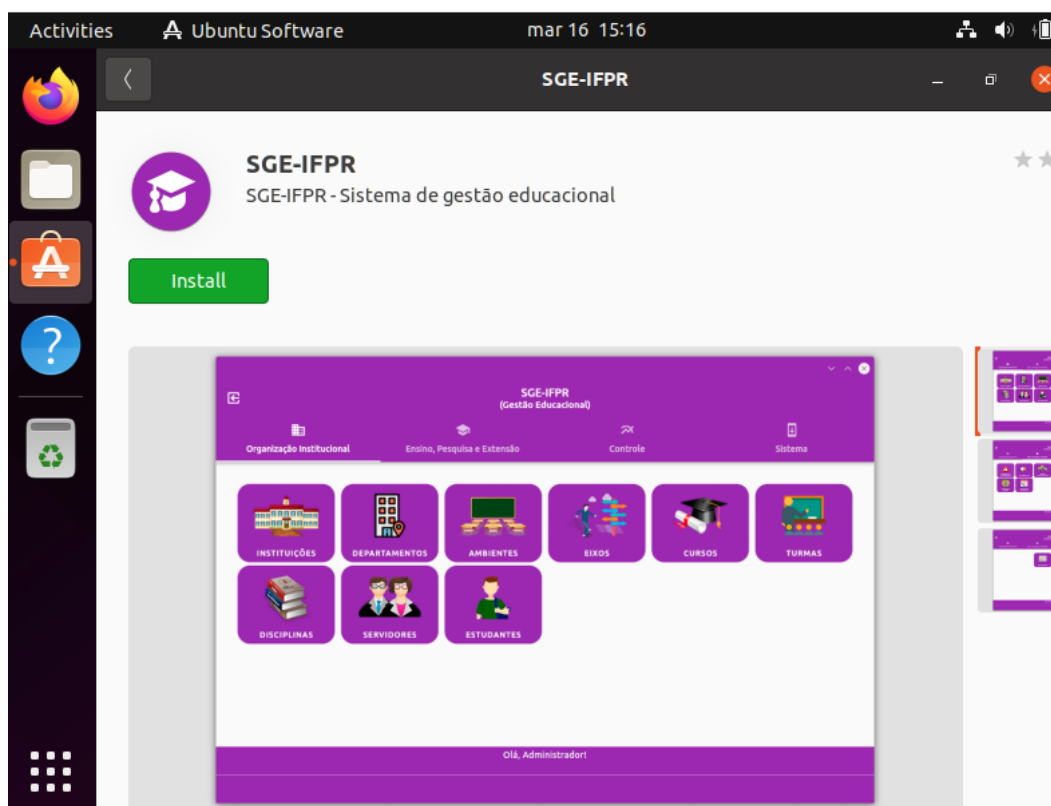 Activities
Ubuntu Software
mar 16 15:16
SGE-IFPR
SGE-IFPR
SGE-IFPR - Sistema de gestão educacional
Install
SGE-IFPR
(Gestão Educacional)
Organização Institucional
Ensino, Pesquisa e Extensão
Controle
Sistema
INSTITUIÇÕES
DEPARTAMENTOS
AMBIENTES
EIXOS
CURSOS
TURMAS
DISCIPLINAS
SERVIDORES
ESTUDANTES
Olá, Administrador!